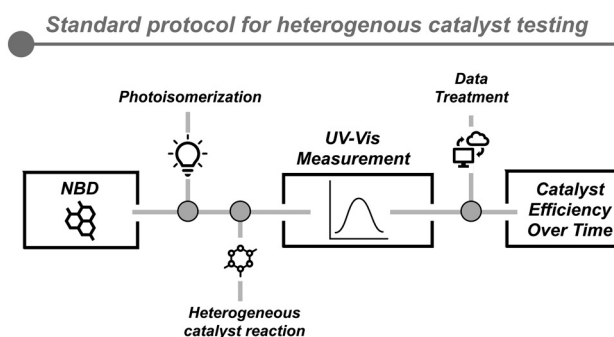 Standard protocol for heterogenous catalyst testing
Photoisomerization
Data
Treatment
UV-Vis
Measurement
NBD
Catalyst
Efficiency
Over Time
Heterogeneous
catalyst reaction